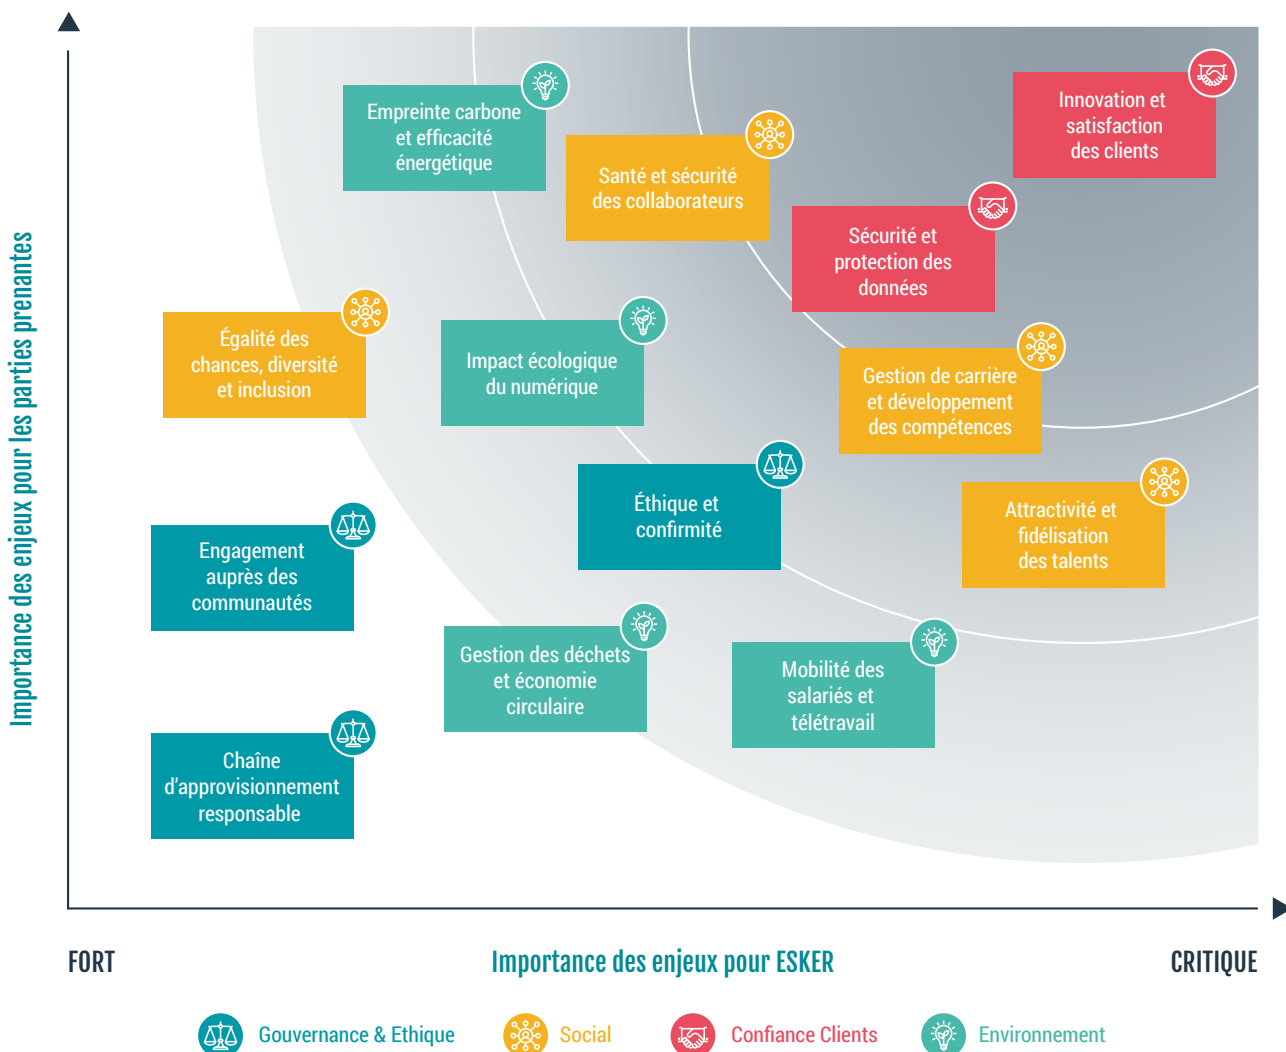 Importance des enjeux pour les parties prenantes
Empreinte carbone
et efficacité
énergétique
Santé et sécurité
des collaborateurs
Innovation et
satisfaction
des clients
Sécurité et
protection des
données
Égalité des
chances, diversité
et inclusion
Impact écologique
du numérique
Gestion de carrière
et développement
des compétences
Éthique et
confirmité
Attractivité et
fidélisation
des talents
Engagement
auprès des
communautés
Gestion des déchets
et économie
circulaire
Mobilité des
salariés et
télétravail
Chaîne
d'approvisionnement
responsable
FORT
Importance des enjeux pour ESKER
CRITIQUE
Gouvernance & Ethique
Social
Confiance Clients
Environnement